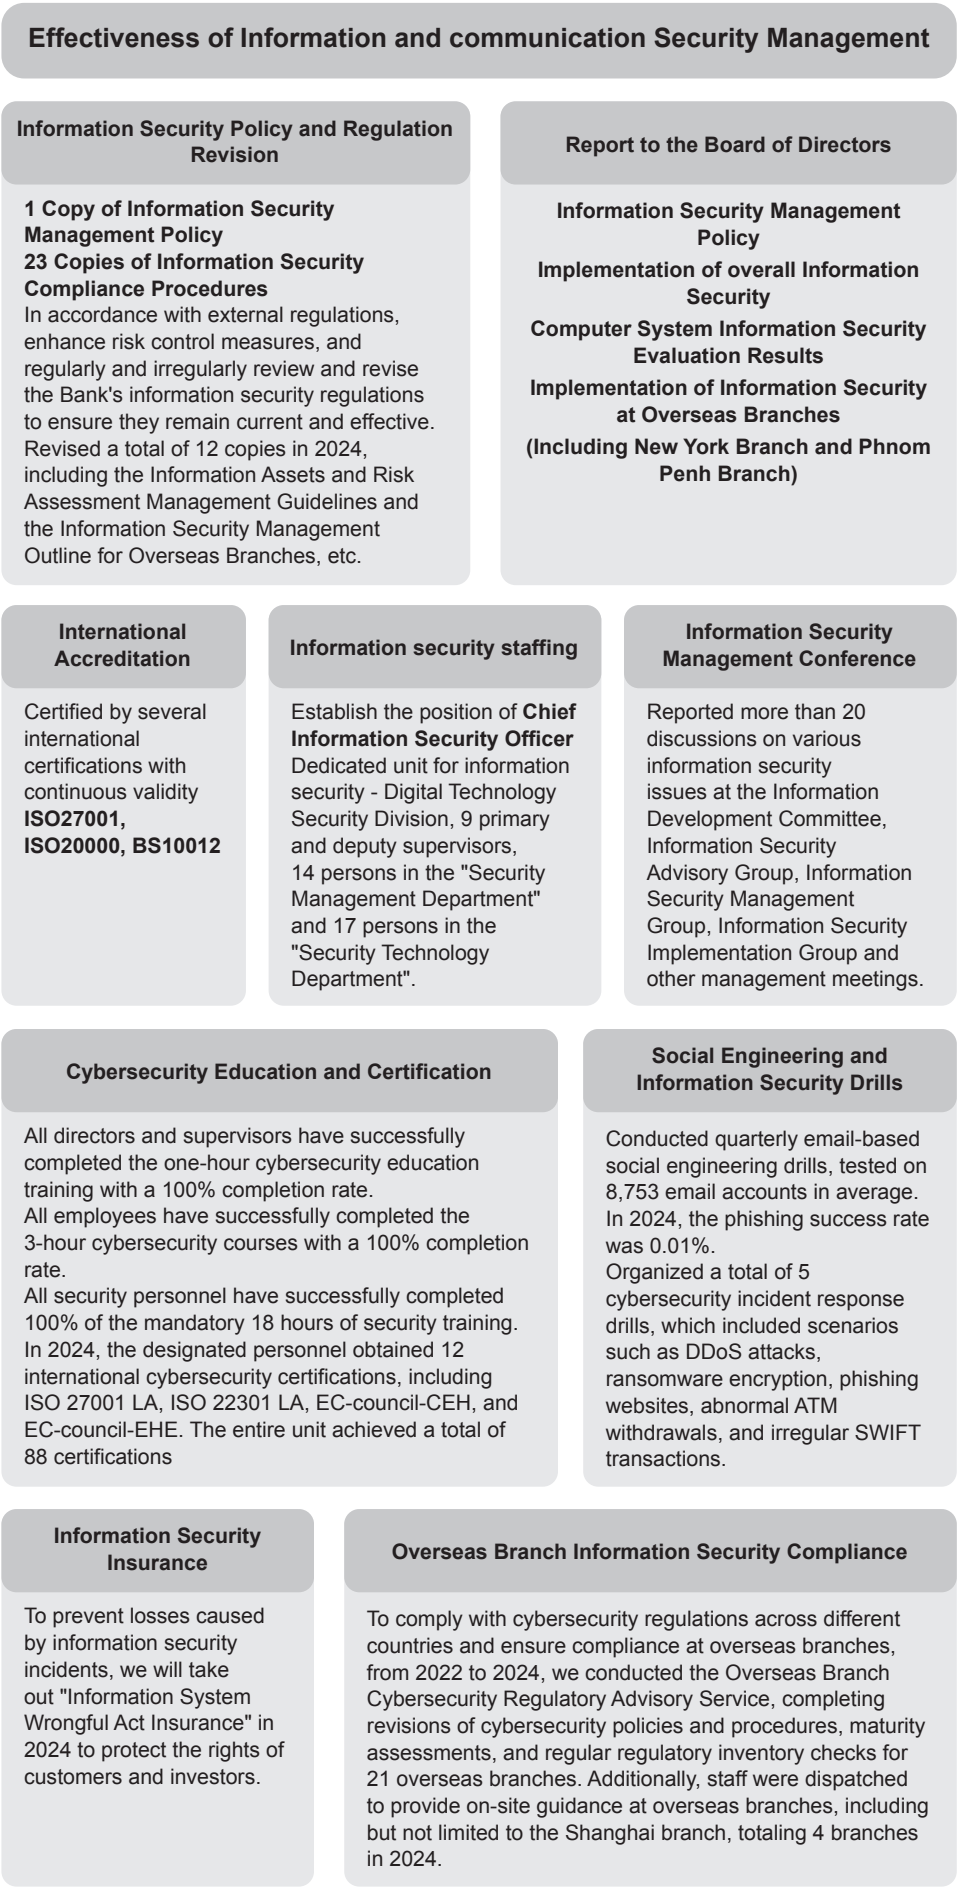 Effectiveness of Information and communication Security Management
Information Security Policy and Regulation
Revision
1 Copy of Information Security
Management Policy
23 Copies of Information Security
Compliance Procedures
In accordance with external regulations,
enhance risk control measures, and
regularly and irregularly review and revise
the Bank's information security regulations
to ensure they remain current and effective.
Revised a total of 12 copies in 2024,
including the Information Assets and Risk
Assessment Management Guidelines and
the Information Security Management
Outline for Overseas Branches, etc.
Report to the Board of Directors
Information Security Management
Policy
Implementation of overall Information
Security
Computer System Information Security
Evaluation Results
Implementation of Information Security
at Overseas Branches
(Including New York Branch and Phnom
Penh Branch)
International
Accreditation
Certified by several
international
certifications with
continuous validity
ISO27001,
ISO20000, BS10012
Information security staffing
Establish the position of Chief
Information Security Officer
Dedicated unit for information
security - Digital Technology
Security Division, 9 primary
and deputy supervisors,
14 persons in the "Security
Management Department"
and 17 persons in the
"Security Technology
Department".
Information Security
Management Conference
Reported more than 20
discussions on various
information security
issues at the Information
Development Committee,
Information Security
Advisory Group, Information
Security Management
Group, Information Security
Implementation Group and
other management meetings.
Cybersecurity Education and Certification
All directors and supervisors have successfully
completed the one-hour cybersecurity education
training with a 100% completion rate.
All employees have successfully completed the
3-hour cybersecurity courses with a 100% completion
rate.
All security personnel have successfully completed
100% of the mandatory 18 hours of security training.
In 2024, the designated personnel obtained 12
international cybersecurity certifications, including
ISO 27001 LA, ISO 22301 LA, EC-council-CEH, and
EC-council-EHE. The entire unit achieved a total of
88 certifications
Social Engineering and
Information Security Drills
Conducted quarterly email-based
social engineering drills, tested on
8,753 email accounts in average.
In 2024, the phishing success rate
was 0.01%.
Organized a total of 5
cybersecurity incident response
drills, which included scenarios
such as DDoS attacks,
ransomware encryption, phishing
websites, abnormal ATM
withdrawals, and irregular SWIFT
transactions.
Information Security
Insurance
To prevent losses caused
by information security
incidents, we will take
out "Information System
Wrongful Act Insurance" in
2024 to protect the rights of
customers and investors.
Overseas Branch Information Security Compliance
To comply with cybersecurity regulations across different
countries and ensure compliance at overseas branches,
from 2022 to 2024, we conducted the Overseas Branch
Cybersecurity Regulatory Advisory Service, completing
revisions of cybersecurity policies and procedures, maturity
assessments, and regular regulatory inventory checks for
21 overseas branches. Additionally, staff were dispatched
to provide on-site guidance at overseas branches, including
but not limited to the Shanghai branch, totaling 4 branches
in 2024.